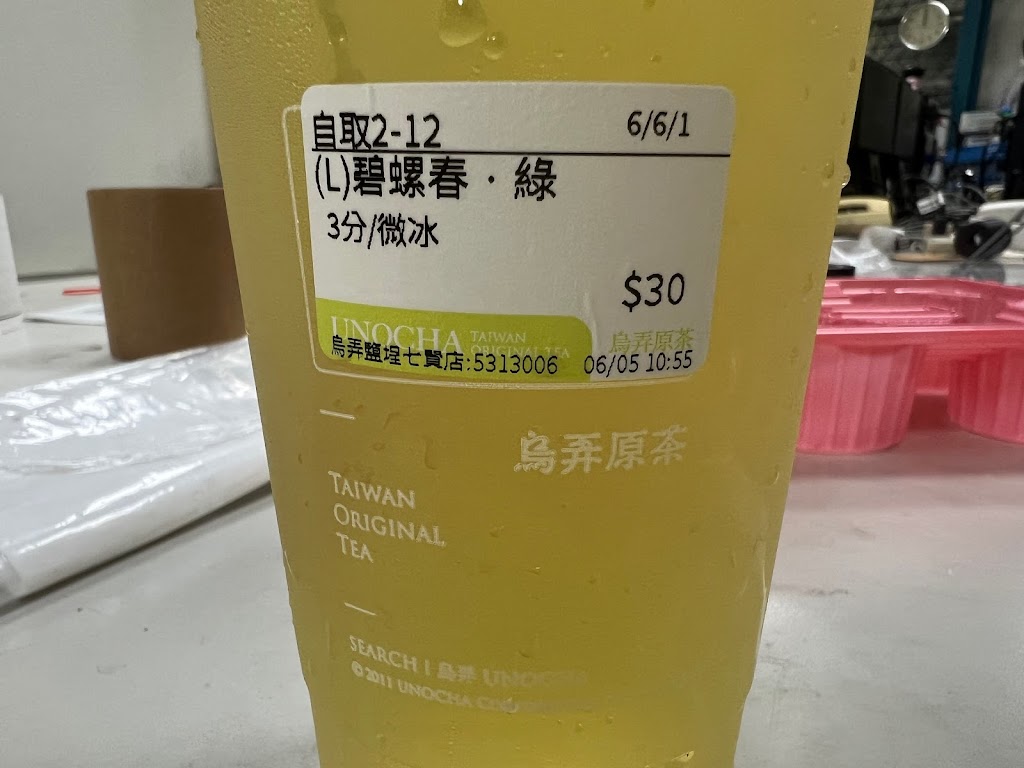 自取2-12 6/6/1
(L)碧螺春·綠
3分/微冰
$30
UNOCHA TAIWAN ORIGINAL TEA 烏弄原茶
烏弄鹽埕七賢店:5313006 06/05 10:55
烏弄原茶
TAIWAN
ORIGINAL
TEA
SEARCH | 烏弄 UNOCHA
©2011 UNOCHA